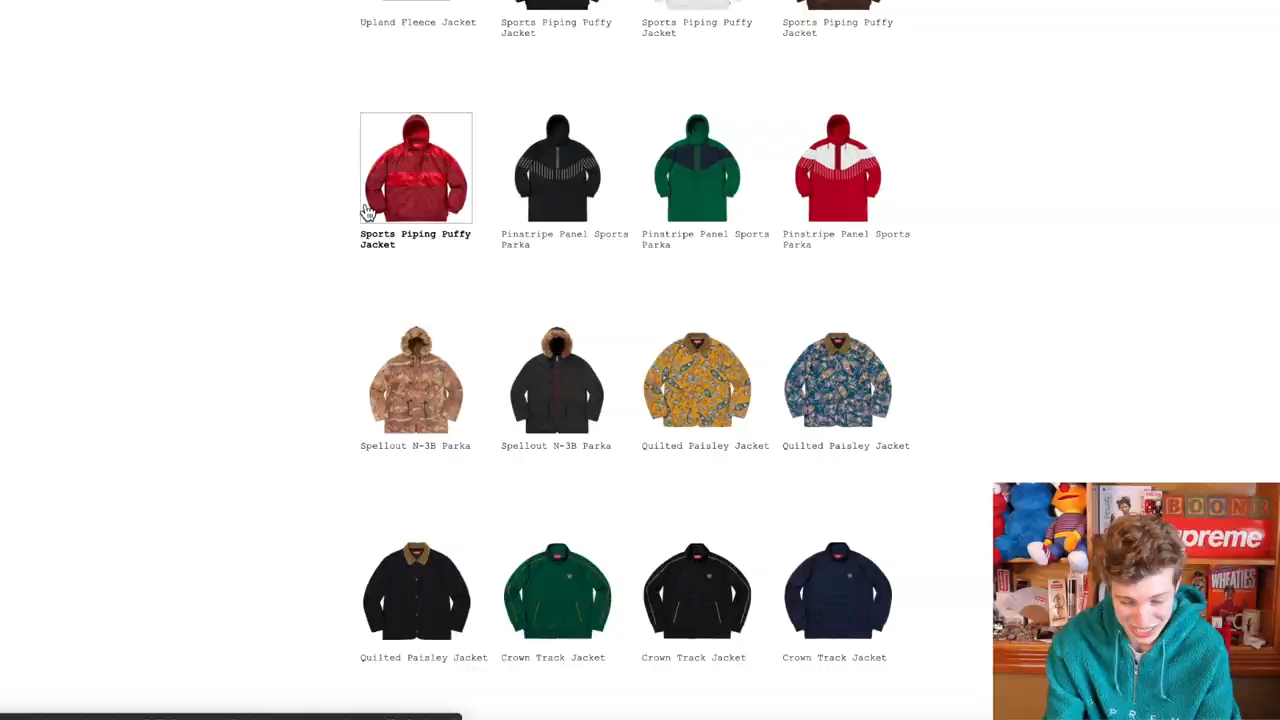 Upland Fleece Jacket
Sports Piping Puffy
Jacket
Sports Piping Puffy
Jacket
Sports Piping Puffy
Jacket
Sports Piping Puffy
Jacket
Pinstripe Panel Sports
Parka
Pinstripe Panel Sports
Parka
Pinstripe Panel Sports
Parka
Spellout N-3B Parka
Spellout N-3B Parka
Quilted Paisley Jacket
Quilted Paisley Jacket
Quilted Paisley Jacket
Crown Track Jacket
Crown Track Jacket
Crown Track Jacket
BOONE
upreme
WHEATIES